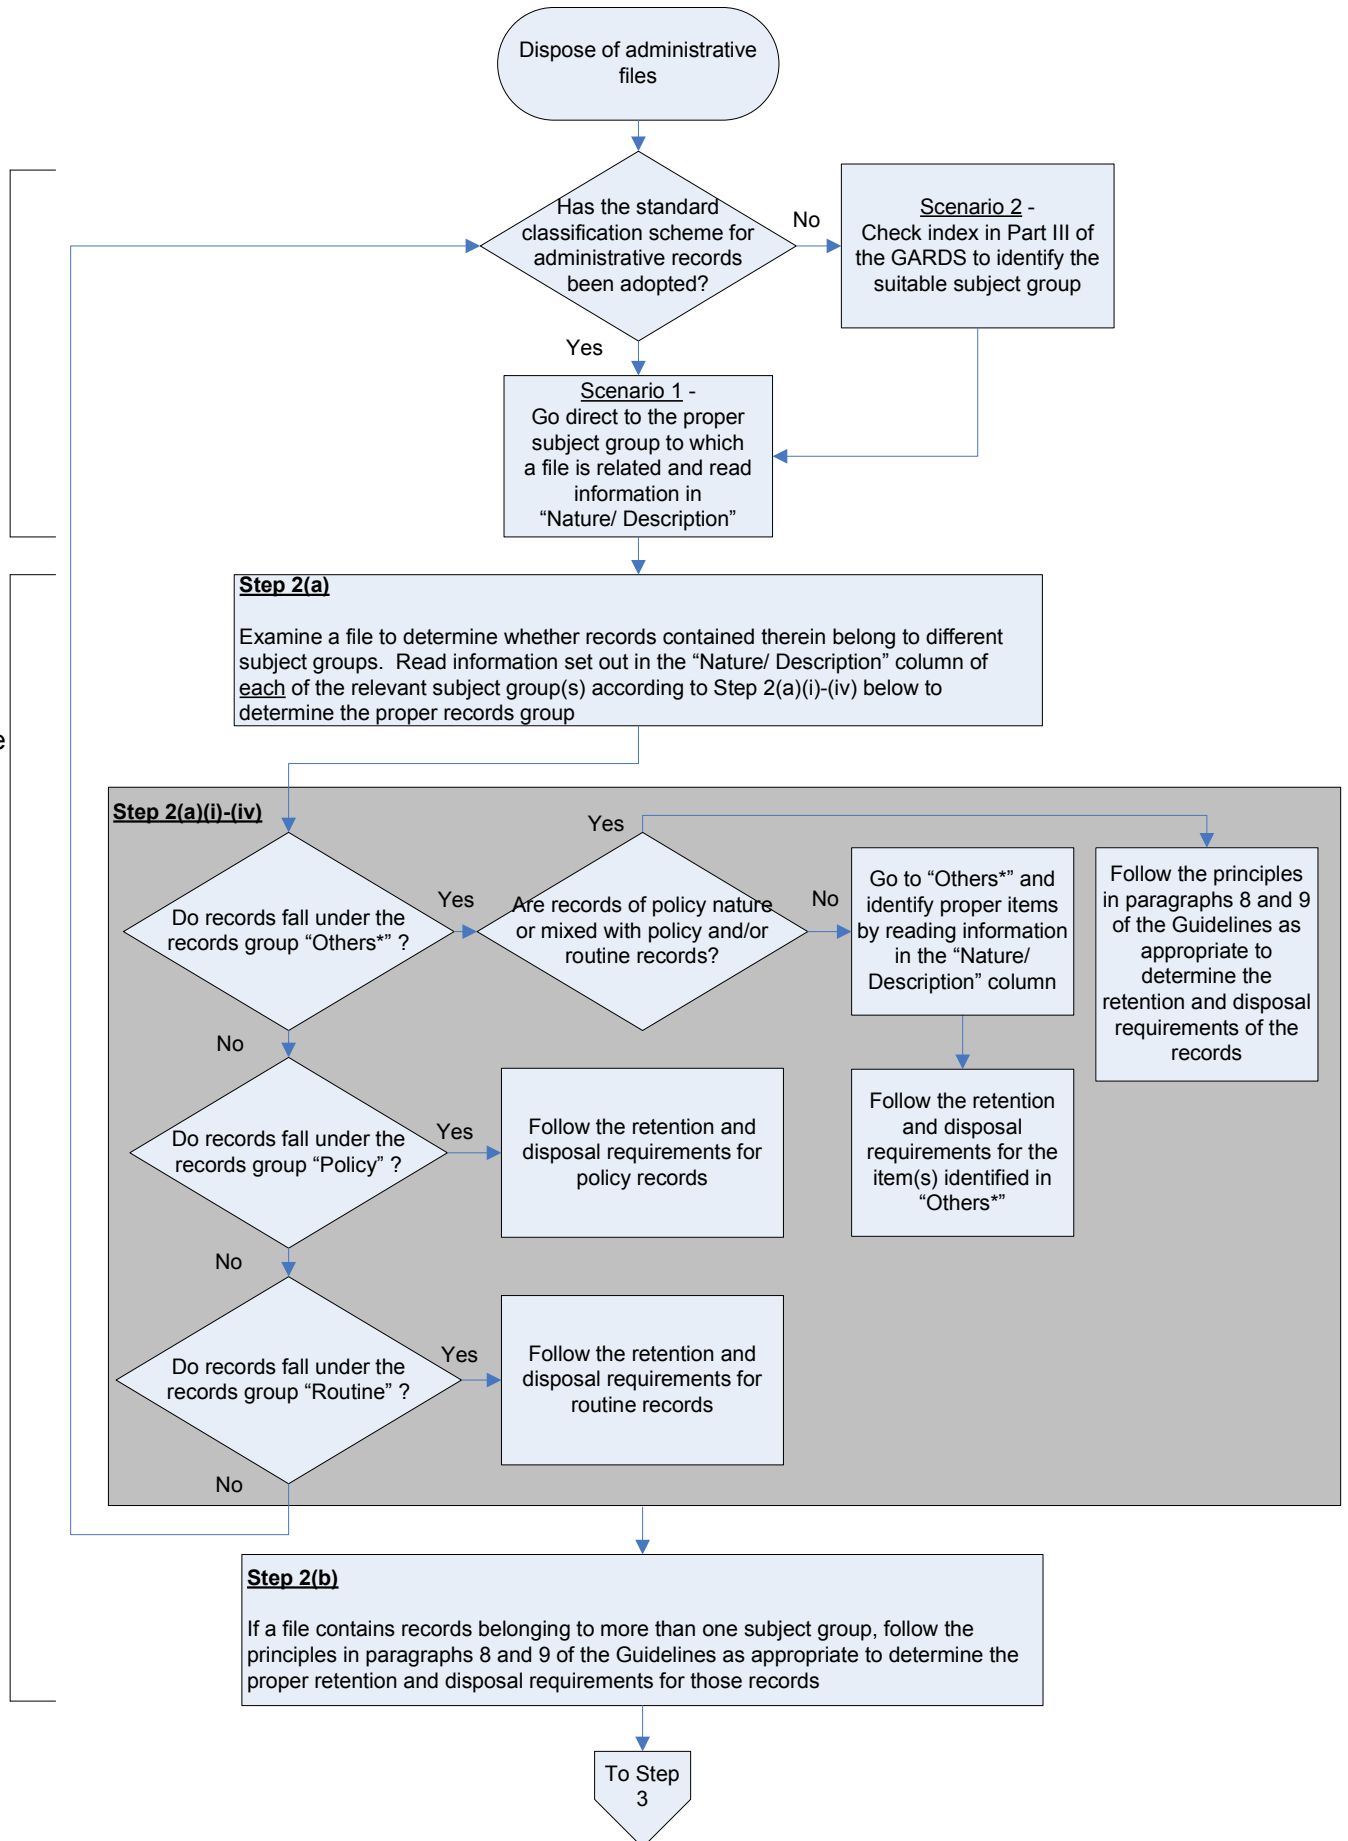 Dispose of administrative
files
Has the standard
classification scheme for
administrative records
been adopted?
No
Scenario 2 -
Check index in Part III of
the GARDS to identify the
suitable subject group
Yes
Scenario 1 -
Go direct to the proper
subject group to which
a file is related and read
information in
“Nature/ Description”
Step 2(a)
Examine a file to determine whether records contained therein belong to different
subject groups.  Read information set out in the “Nature/ Description” column of
each of the relevant subject group(s) according to Step 2(a)(i)-(iv) below to
determine the proper records group
e
Step 2(a)(i)-(iv)
Do records fall under the
records group “Others*” ?
Yes
Are records of policy nature
or mixed with policy and/or
routine records?
Yes
No
Go to “Others*” and
identify proper items
by reading information
in the “Nature/
Description” column
Follow the principles
in paragraphs 8 and 9
of the Guidelines as
appropriate to
determine the
retention and disposal
requirements of the
records
No
Do records fall under the
records group “Policy” ?
Yes
Follow the retention and
disposal requirements for
policy records
Follow the retention
and disposal
requirements for the
item(s) identified in
“Others*”
No
Do records fall under the
records group “Routine” ?
Yes
Follow the retention and
disposal requirements for
routine records
No
Step 2(b)
If a file contains records belonging to more than one subject group, follow the
principles in paragraphs 8 and 9 of the Guidelines as appropriate to determine the
proper retention and disposal requirements for those records
To Step
3